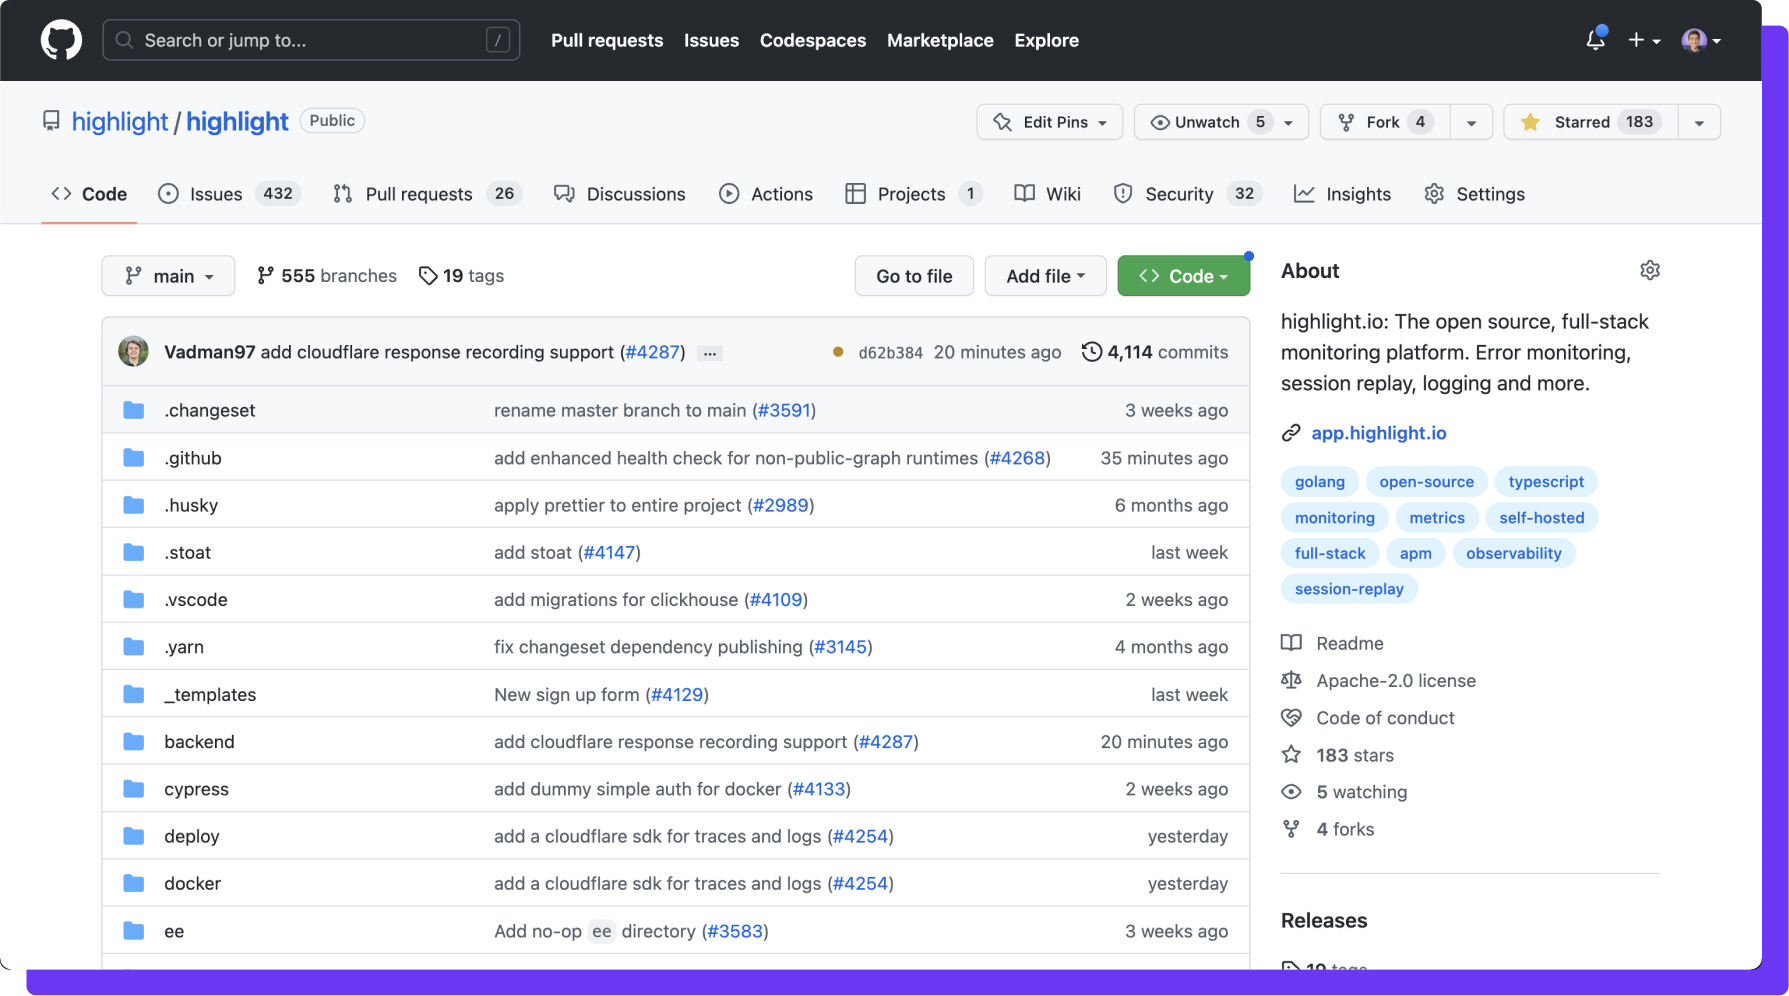 Search or jump to... /
Pull requests Issues Codespaces Marketplace Explore
highlight / highlight Public
Edit Pins Unwatch 5 Fork 4 Starred 183
Code Issues 432 Pull requests 26 Discussions Actions Projects 1 Wiki Security 32 Insights Settings
main 555 branches 19 tags Go to file Add file Code
Vadman97 add cloudflare response recording support (#4287) ... d62b384 20 minutes ago 4,114 commits
.changeset rename master branch to main (#3591) 3 weeks ago
.github add enhanced health check for non-public-graph runtimes (#4268) 35 minutes ago
.husky apply prettier to entire project (#2989) 6 months ago
.stoat add stoat (#4147) last week
.vscode add migrations for clickhouse (#4109) 2 weeks ago
.yarn fix changeset dependency publishing (#3145) 4 months ago
_templates New sign up form (#4129) last week
backend add cloudflare response recording support (#4287) 20 minutes ago
cypress add dummy simple auth for docker (#4133) 2 weeks ago
deploy add a cloudflare sdk for traces and logs (#4254) yesterday
docker add a cloudflare sdk for traces and logs (#4254) yesterday
ee Add no-op ee directory (#3583) 3 weeks ago
About
highlight.io: The open source, full-stack
monitoring platform. Error monitoring,
session replay, logging and more.
app.highlight.io
golang open-source typescript
monitoring metrics self-hosted
full-stack apm observability
session-replay
Readme
Apache-2.0 license
Code of conduct
183 stars
5 watching
4 forks
Releases
19 tags